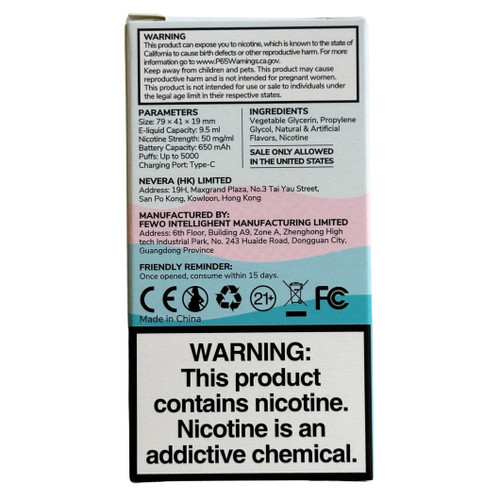 WARNING
This product can expose you to nicotine, which is known to the state of
California to cause birth defects or other reproductive harm. For more
information go to www.P65Warnings.ca.gov.
Keep away from children and pets. This product may cause
reproductive harm and is not intended for pregnant women.
This product is not intended for use or sale to individuals under
the legal age limit in their respective states.
PARAMETERS
Size: 79 × 41 × 19 mm
E-liquid Capacity: 9.5 ml
Nicotine Strength: 50 mg/ml
Battery Capacity: 650 mAh
Puffs: Up to 5000
Charging Port: Type-C
INGREDIENTS
Vegetable Glycerin, Propylene
Glycol, Natural & Artificial
Flavors, Nicotine
SALE ONLY ALLOWED
IN THE UNITED STATES
NEVERA (HK) LIMITED
Address: 19H, Maxgrand Plaza, No.3 Tai Yau Street,
San Po Kong, Kowloon, Hong Kong
MANUFACTURED BY:
FEWO INTELLIGHENT MANUFACTURING LIMITED
Address: 6th Floor, Building A9, Zone A, Zhenghong High
tech Industrial Park, No. 243 Huaide Road, Dongguan City,
Guangdong Province
FRIENDLY REMINDER:
Once opened, consume within 15 days.
CE 21+ FC
Made in China
WARNING:
This product
contains nicotine.
Nicotine is an
addictive chemical.